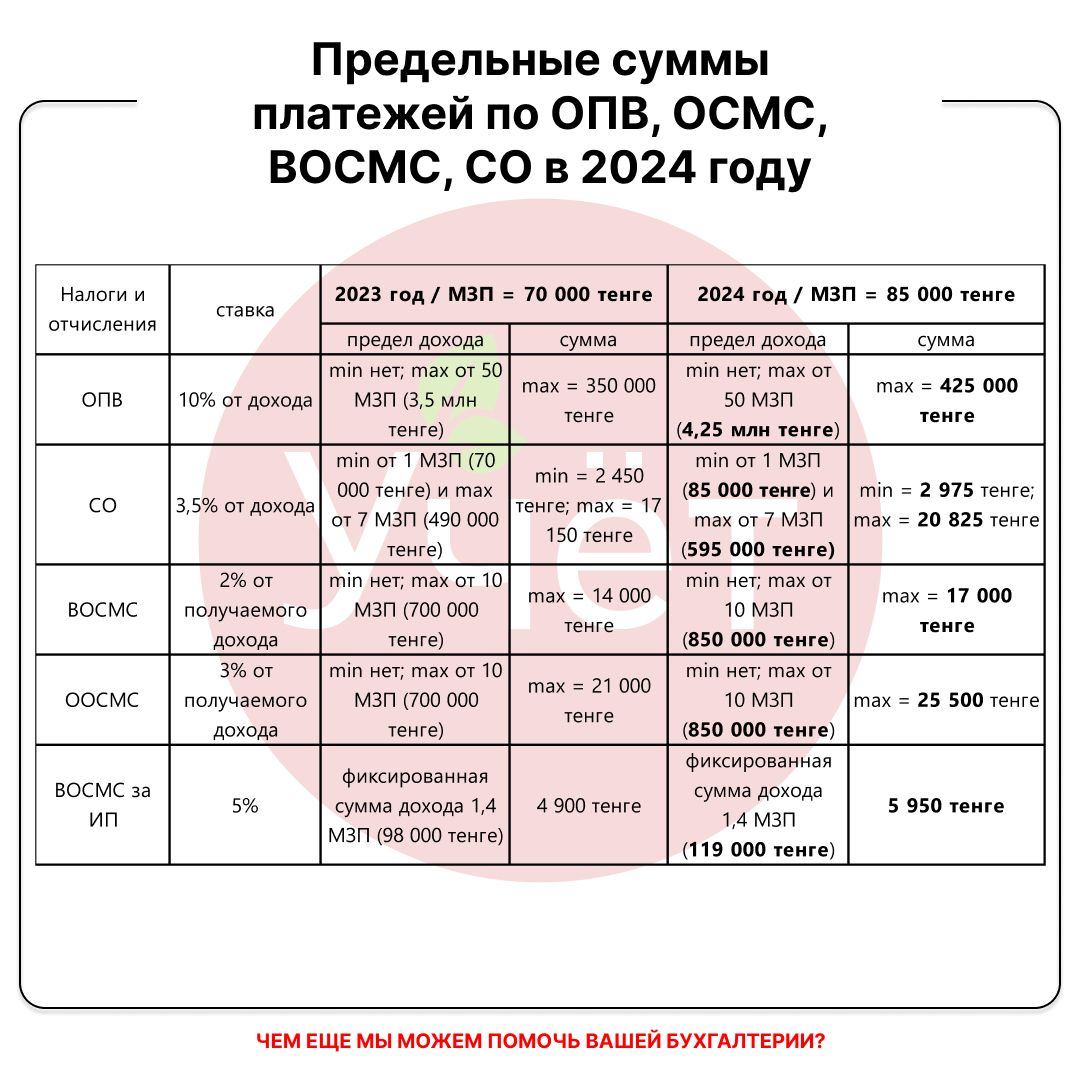 Предельные суммы
платежей по ОПВ, ОСМС,
ВОСМС, СО в 2024 году
Налоги и
отчисления
ставка
2023 год / МЗП = 70 000 тенге
2024 год / МЗП = 85 000 тенге
предел дохода
сумма
предел дохода
сумма
ОПВ
10% от дохода
min нет; max от 50
МЗП (3,5 млн
тенге)
max = 350 000
тенге
min нет; max от
50 МЗП
(4,25 млн тенге)
max = 425 000
тенге
СО
3,5% от дохода
min от 1 МЗП (70
000 тенге) и max
от 7 МЗП (490 000
тенге)
min = 2 450
тенге; max = 17
150 тенге
min от 1 МЗП
(85 000 тенге) и
max от 7 МЗП
(595 000 тенге)
min = 2 975 тенге;
max = 20 825 тенге
ВОСМС
2% от
получаемого
дохода
min нет; max от 10
МЗП (700 000
тенге)
max = 14 000
тенге
min нет; max от
10 МЗП
(850 000 тенге)
max = 17 000
тенге
ООСМС
3% от
получаемого
дохода
min нет; max от 10
МЗП (700 000
тенге)
max = 21 000
тенге
min нет; max от
10 МЗП
(850 000 тенге)
max = 25 500 тенге
ВОСМС за
ИП
5%
фиксированная
сумма дохода 1,4
МЗП (98 000 тенге)
4 900 тенге
фиксированная
сумма дохода
1,4 МЗП
(119 000 тенге)
5 950 тенге
учёт
ЧЕМ ЕЩЕ МЫ МОЖЕМ ПОМОЧЬ ВАШЕЙ БУХГАЛТЕРИИ?